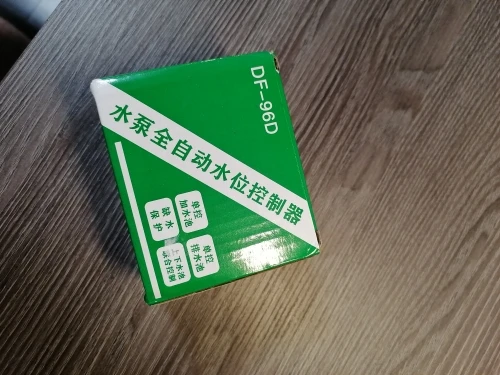 DF-96D
水泵全自动水位控制器
单控
加水池
缺水
保护
单控
排水池
上下水池
综合控制